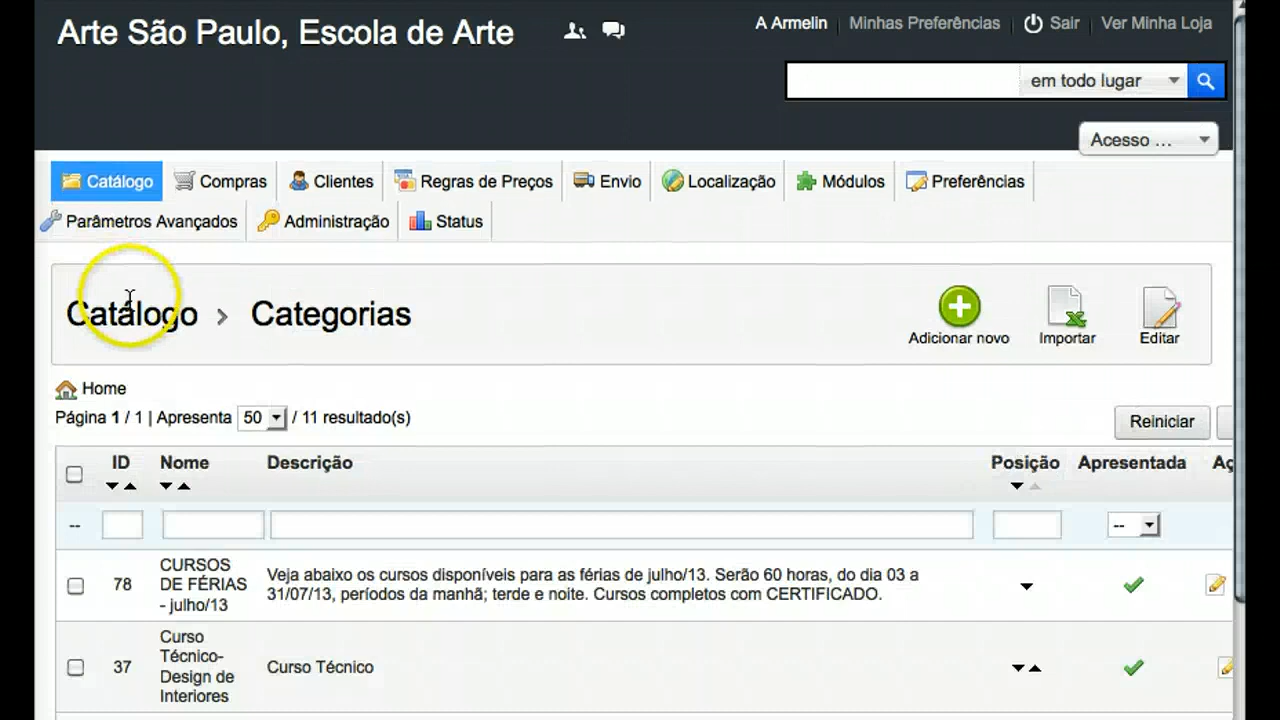 Arte São Paulo, Escola de Arte
A Armelin Minhas Preferências Sair Ver Minha Loja
em todo lugar
Acesso ...
Catálogo Compras Clientes Regras de Preços Envio Localização Módulos Preferências
Parâmetros Avançados Administração Status
Catálogo > Categorias
Adicionar novo Importar Editar
Home
Página 1 / 1 | Apresenta 50 / 11 resultado(s)
Reiniciar
ID Nome Descrição Posição Apresentada
-- --
78 CURSOS DE FÉRIAS - julho/13
Veja abaixo os cursos disponíveis para as férias de julho/13. Serão 60 horas, do dia 03 a
31/07/13, períodos da manhã; terde e noite. Cursos completos com CERTIFICADO.
37 Curso Técnico- Design de Interiores
Curso Técnico